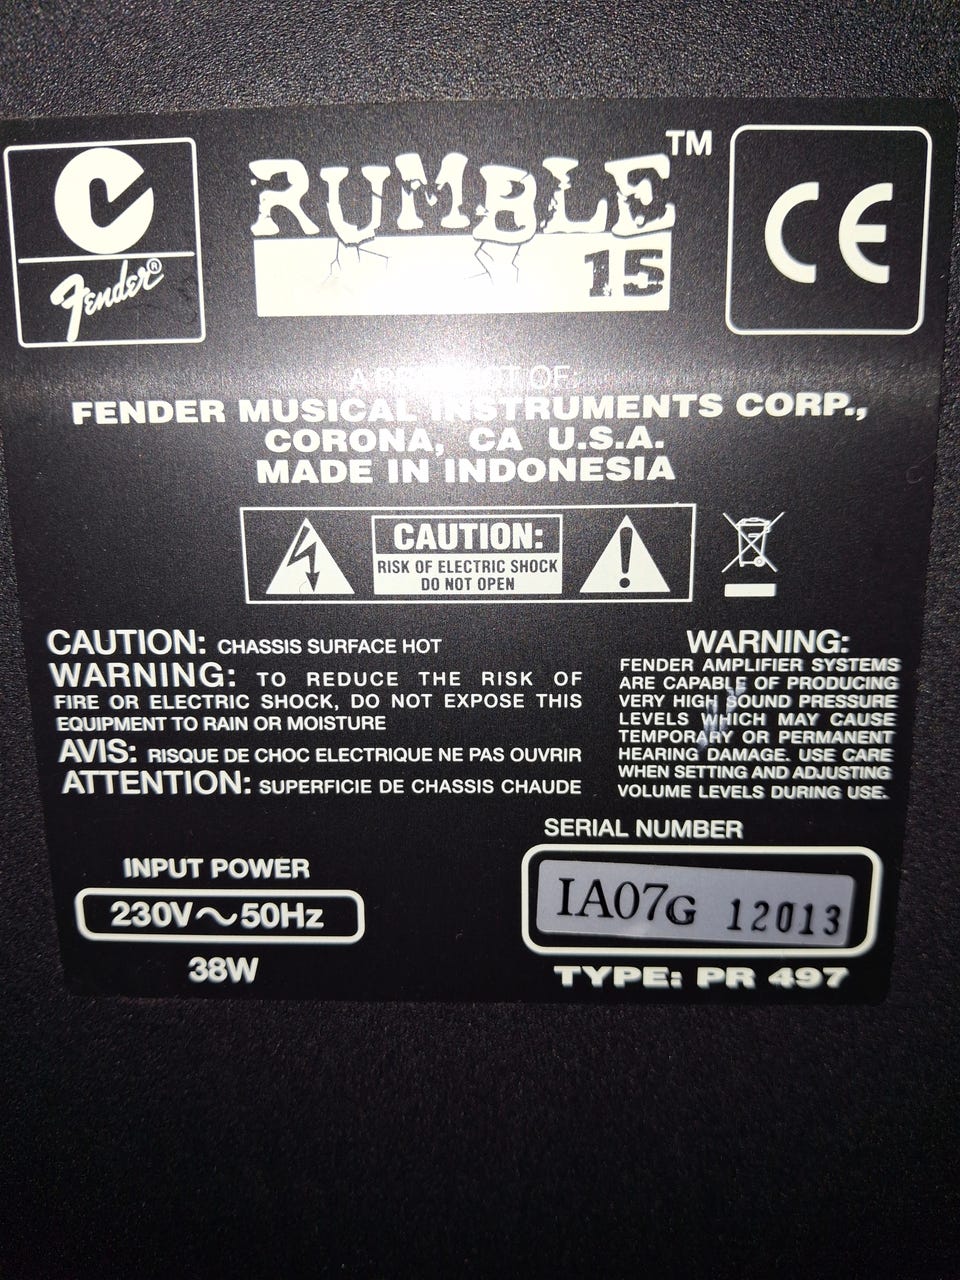 RUMBLE™
15
Fender®
CE
A PRODUCT OF:
FENDER MUSICAL INSTRUMENTS CORP.,
CORONA, CA U.S.A.
MADE IN INDONESIA
CAUTION:
RISK OF ELECTRIC SHOCK
DO NOT OPEN
CAUTION: CHASSIS SURFACE HOT
WARNING: TO REDUCE THE RISK OF
FIRE OR ELECTRIC SHOCK, DO NOT EXPOSE THIS
EQUIPMENT TO RAIN OR MOISTURE
AVIS: RISQUE DE CHOC ELECTRIQUE NE PAS OUVRIR
ATTENTION: SUPERFICIE DE CHASSIS CHAUDE
WARNING:
FENDER AMPLIFIER SYSTEMS
ARE CAPABLE OF PRODUCING
VERY HIGH SOUND PRESSURE
LEVELS WHICH MAY CAUSE
TEMPORARY OR PERMANENT
HEARING DAMAGE. USE CARE
WHEN SETTING AND ADJUSTING
VOLUME LEVELS DURING USE.
INPUT POWER
230V～50Hz
38W
SERIAL NUMBER
IA07G 12013
TYPE: PR 497